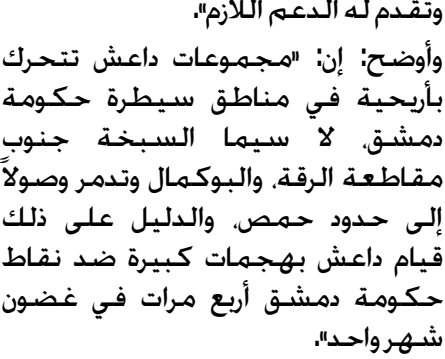 وتقدم له الدعم اللازم".
وأوضح: إن: "مجموعات داعش تتحرك
بأريحية في مناطق سيطرة حكومة
دمشق، لا سيما السبخة جنوب
مقاطعة الرقة، والبوكمال وتدمر وصولاً
إلى حدود حمص، والدليل على ذلك
قيام داعش بهجمات كبيرة ضد نقاط
حكومة دمشق أربع مرات في غضون
شهر واحد".